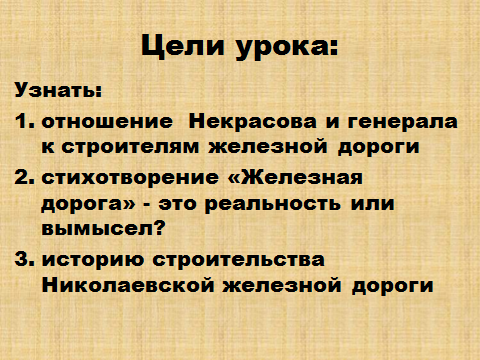 Цели урока:
Узнать:
1. отношение  Некрасова и генерала
к строителям железной дороги
2. стихотворение «Железная
дорога» - это реальность или
вымысел?
3. историю строительства
Николаевской железной дороги